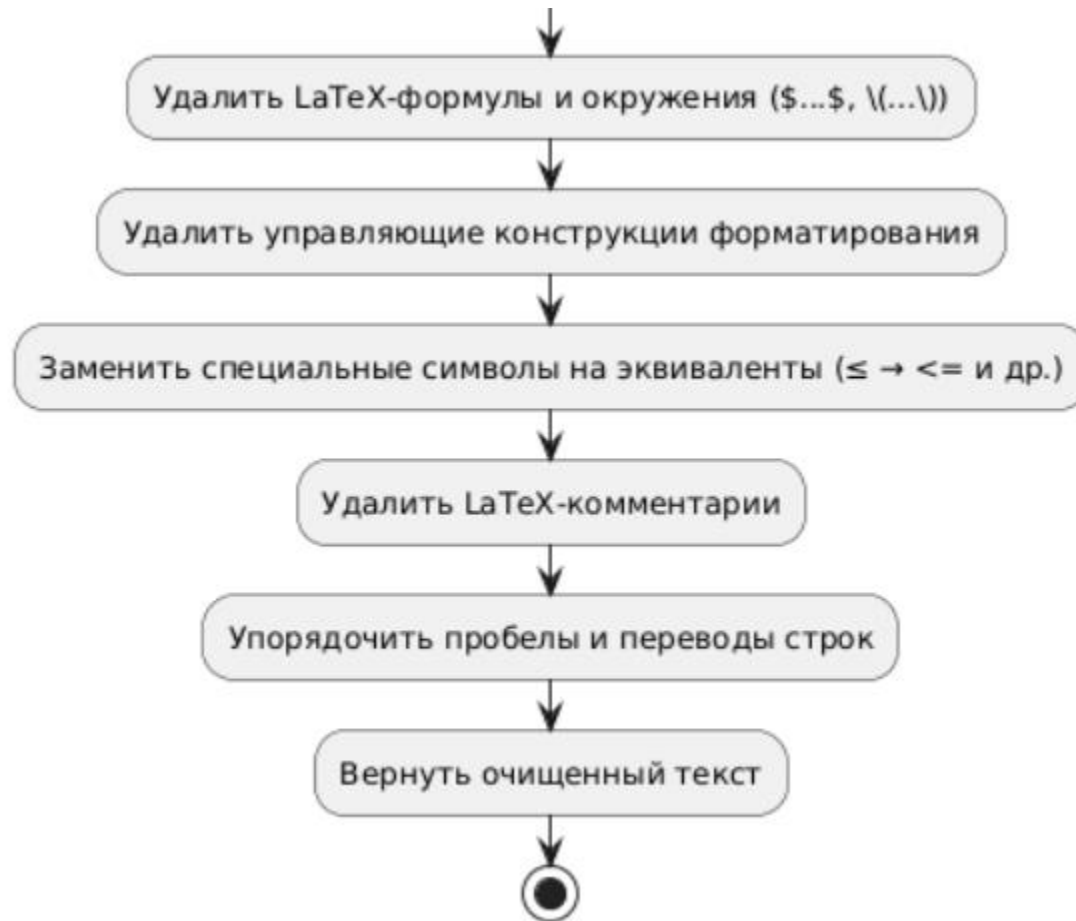 Удалить LaTeX-формулы и окружения ($...$, \(...\))
Удалить управляющие конструкции форматирования
Заменить специальные символы на эквиваленты (≤ → <= и др.)
Удалить LaTeX-комментарии
Упорядочить пробелы и переводы строк
Вернуть очищенный текст